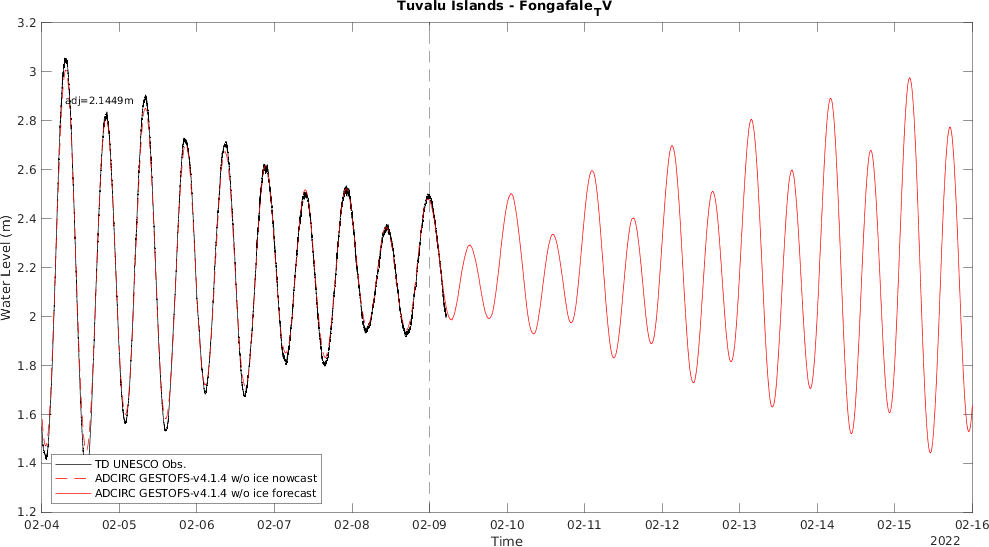 Tuvalu Islands - Fongafale_TV
3.2
3
2.8
2.6
2.4
2.2
2
1.8
1.6
1.4
1.2
Water Level (m)
adj=2.1449m
TD UNESCO Obs.
ADCIRC GESTOFS-v4.1.4 w/o ice nowcast
ADCIRC GESTOFS-v4.1.4 w/o ice forecast
02-04 02-05 02-06 02-07 02-08 02-09 02-10 02-11 02-12 02-13 02-14 02-15 02-16
Time
2022